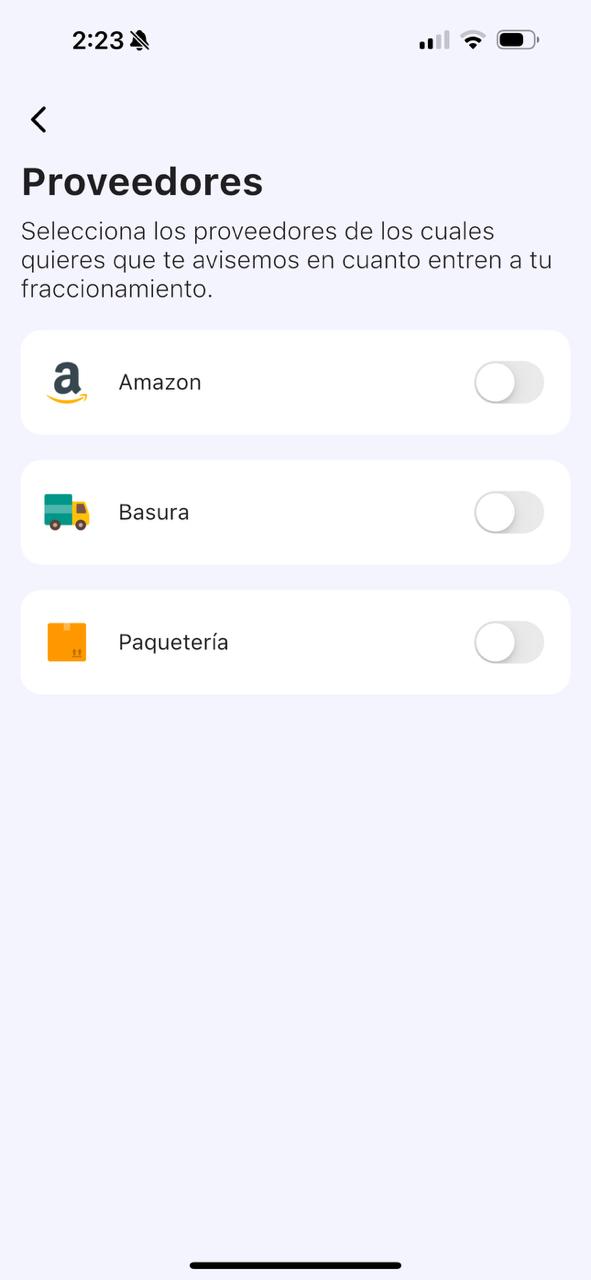 2:23
Proveedores
Selecciona los proveedores de los cuales
quieres que te avisemos en cuanto entren a tu
fraccionamiento.
a
Amazon
Basura
Paquetería